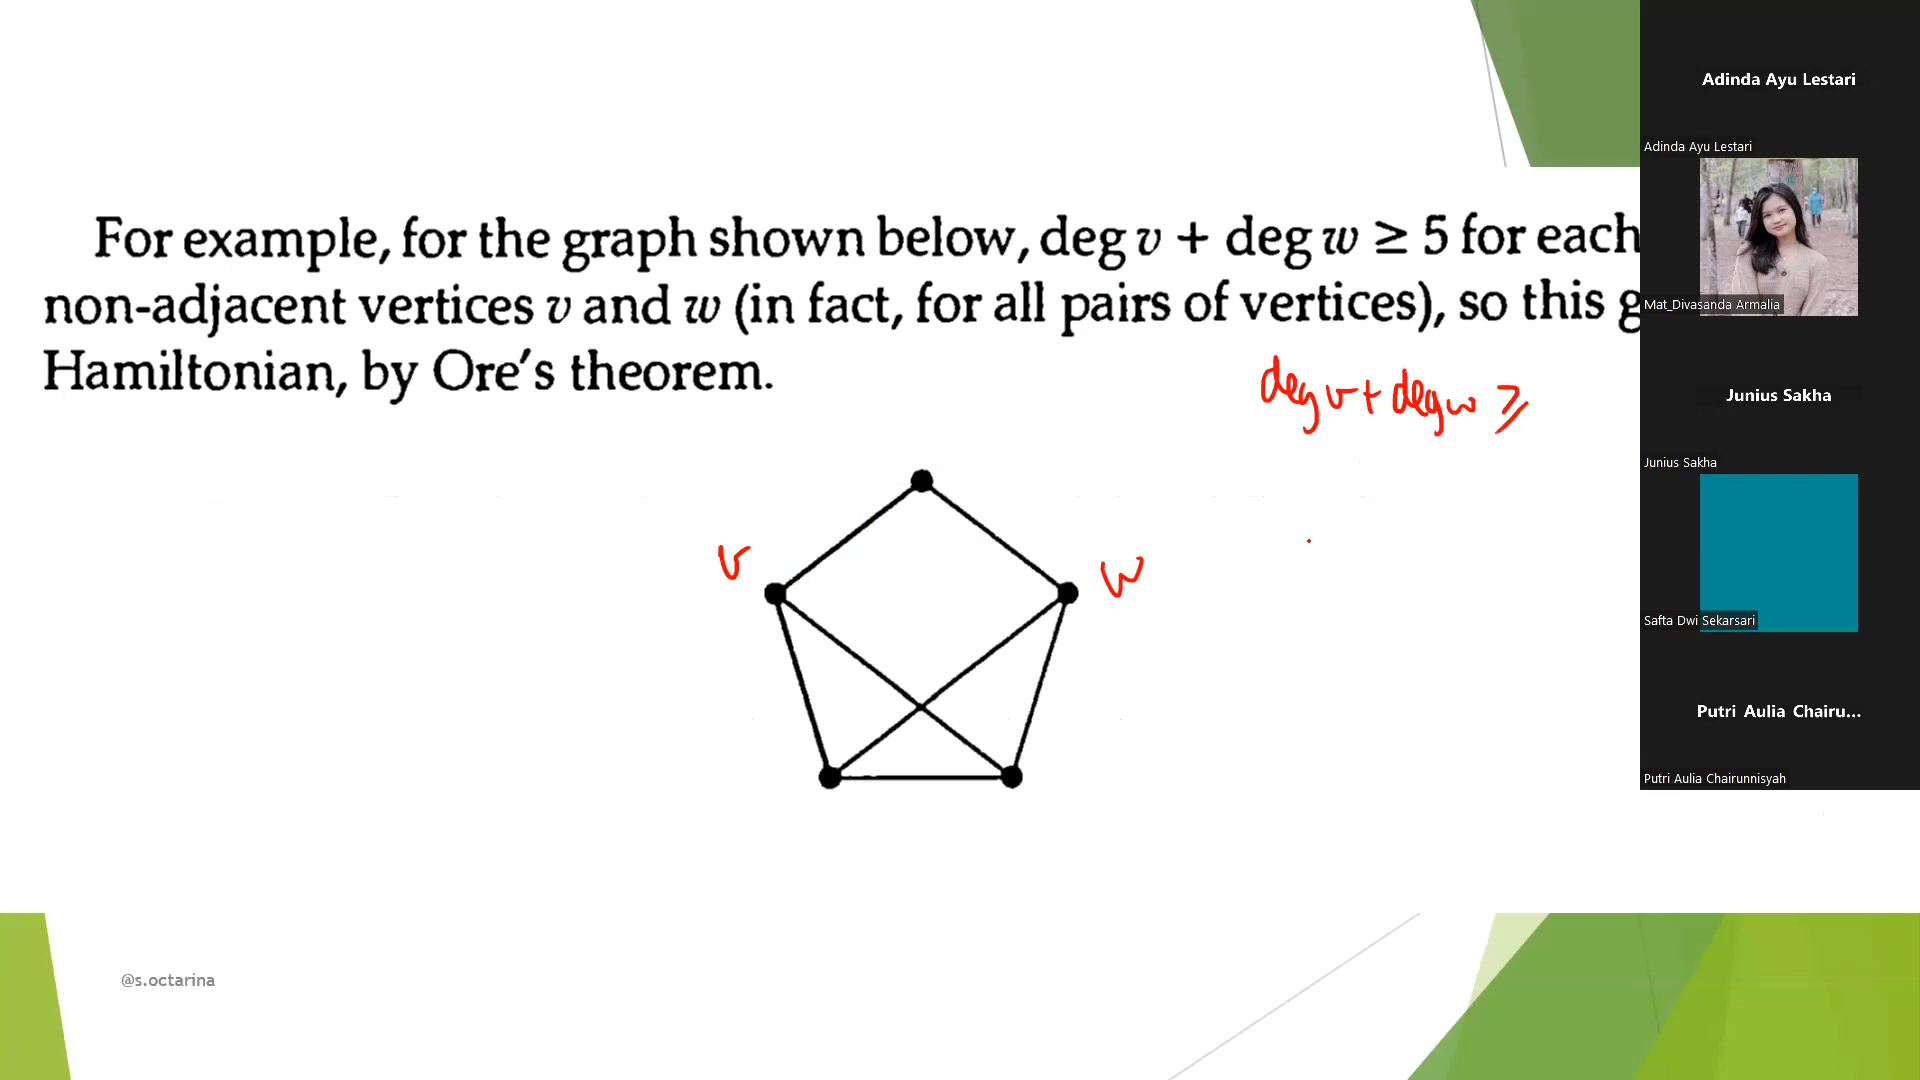 For example, for the graph shown below, deg v + deg w ≥ 5 for each
non-adjacent vertices v and w (in fact, for all pairs of vertices), so this g
Hamiltonian, by Ore's theorem.
deg v + deg w ≥
v
w
@s.octarina
Adinda Ayu Lestari
Adinda Ayu Lestari
Mat_Divasanda Armalia
Junius Sakha
Junius Sakha
Safta Dwi Sekarsari
Putri Aulia Chairu...
Putri Aulia Chairunnisyah